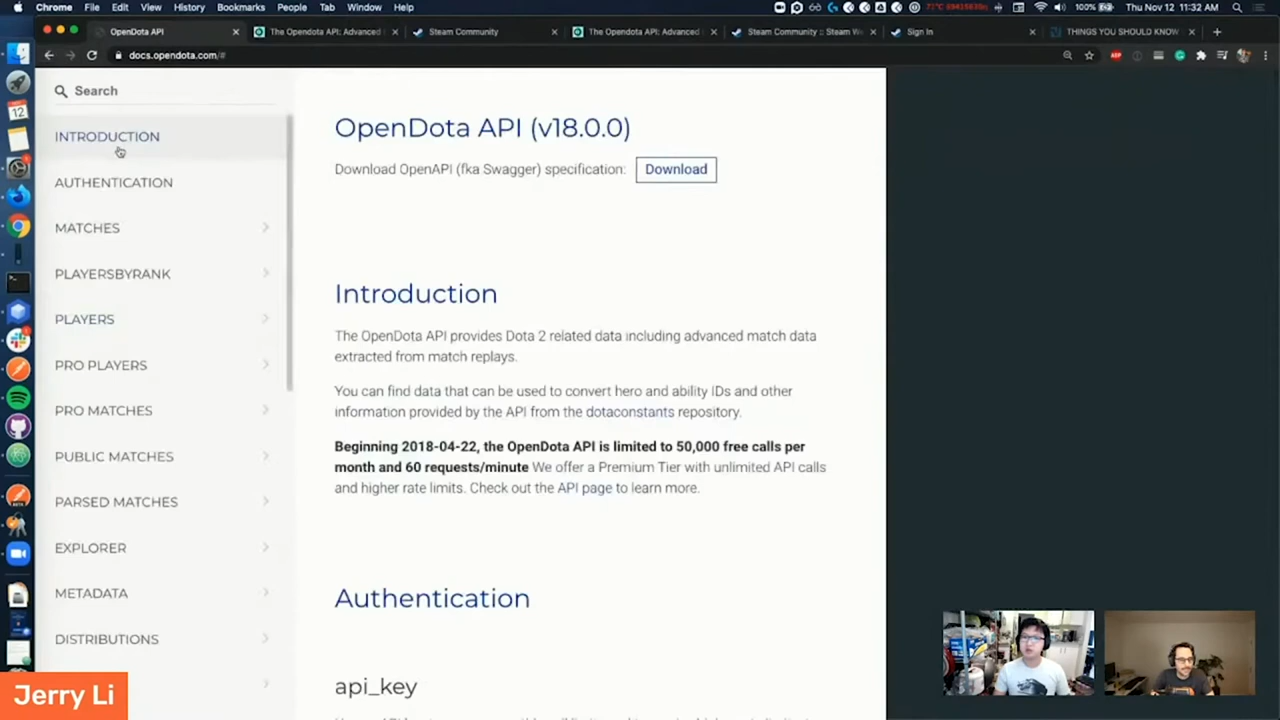 Chrome File Edit View History Bookmarks People Tab Window Help
100% Thu Nov 12 11:32 AM
OpenDota API
The Opendota API: Advanced
Steam Community
The Opendota API: Advanced
Steam Community :: Steam W
Sign In
THINGS YOU SHOULD KNOW
docs.opendota.com/#
Search
INTRODUCTION
AUTHENTICATION
MATCHES
PLAYERSBYRANK
PLAYERS
PRO PLAYERS
PRO MATCHES
PUBLIC MATCHES
PARSED MATCHES
EXPLORER
METADATA
DISTRIBUTIONS
OpenDota API (v18.0.0)
Download OpenAPI (fka Swagger) specification: Download
Introduction
The OpenDota API provides Dota 2 related data including advanced match data
extracted from match replays.
You can find data that can be used to convert hero and ability IDs and other
information provided by the API from the dotaconstants repository.
Beginning 2018-04-22, the OpenDota API is limited to 50,000 free calls per
month and 60 requests/minute We offer a Premium Tier with unlimited API calls
and higher rate limits. Check out the API page to learn more.
Authentication
api_key
Jerry Li